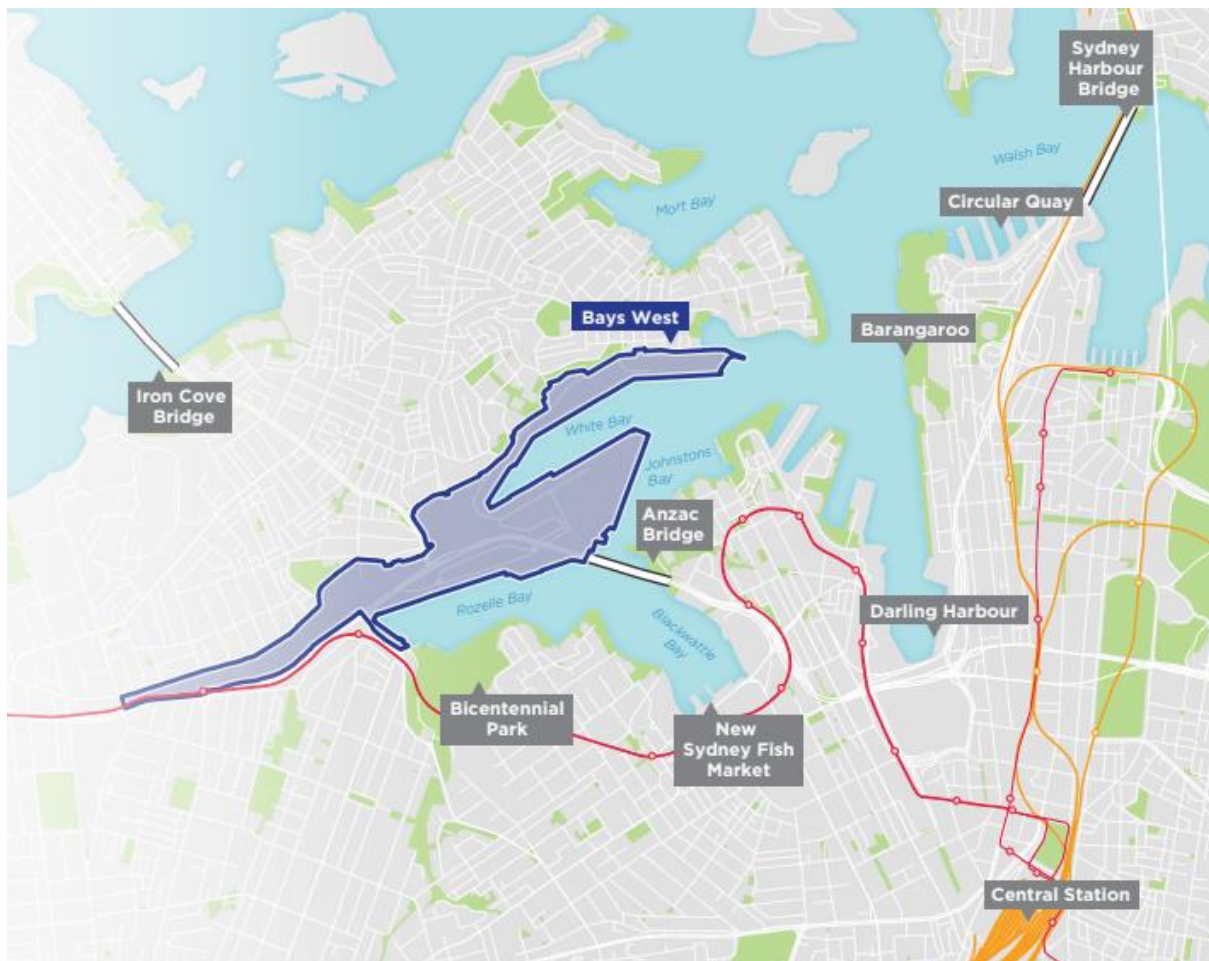 Sydney
Harbour
Bridge
Walsh Bay
Circular Quay
Mort Bay
Bays West
Barangaroo
Iron Cove
Bridge
White Bay
Johnstons
Bay
Anzac
Bridge
Rozelle Bay
Blackwattle
Bay
Darling Harbour
Bicentennial
Park
New
Sydney Fish
Market
Central Station